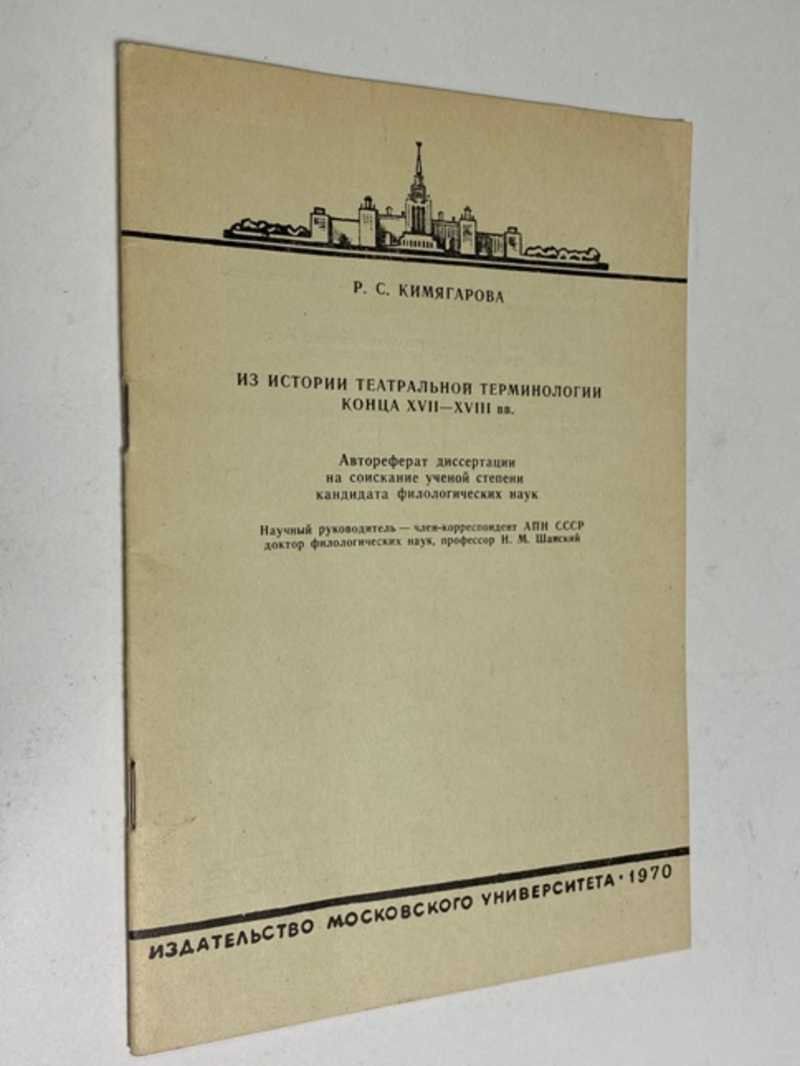 Р. С. КИМЯГАРОВА
ИЗ ИСТОРИИ ТЕАТРАЛЬНОЙ ТЕРМИНОЛОГИИ
КОНЦА XVII—XVIII вв.
Автореферат диссертации
на соискание ученой степени
кандидата филологических наук
Научный руководитель — член-корреспондент АПН СССР
доктор филологических наук, профессор Н. М. Шанский
ИЗДАТЕЛЬСТВО МОСКОВСКОГО УНИВЕРСИТЕТА · 1970